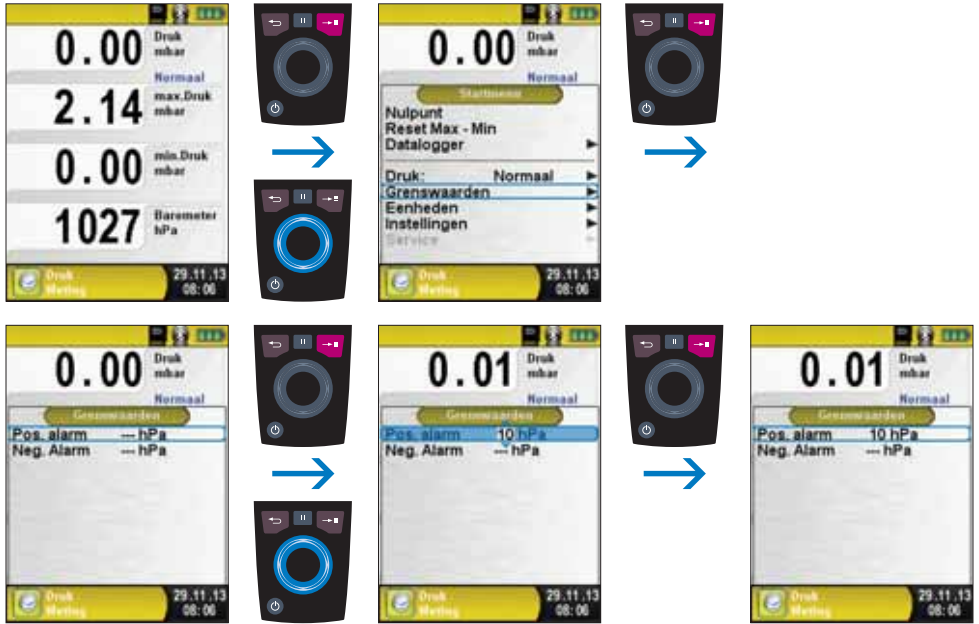 0.00 Druk mbar
Normaal
2.14 max.Druk mbar
0.00 min.Druk mbar
1027 Barometer hPa
Druk Meting 29.11.13 08:06
0.00 Druk mbar
Normaal
Startmenu
Nulpunt
Reset Max - Min
Datalogger
Druk: Normaal
Grenswaarden
Eenheden
Instellingen
Service
Druk Meting 29.11.13 08:06
0.00 Druk mbar
Normaal
Grenswaarden
Pos. alarm --- hPa
Neg. Alarm --- hPa
Druk Meting 29.11.13 08:06
0.01 Druk mbar
Normaal
Grenswaarden
Pos. alarm 10 hPa
Neg. Alarm --- hPa
Druk Meting 29.11.13 08:06
0.01 Druk mbar
Normaal
Grenswaarden
Pos. alarm 10 hPa
Neg. Alarm --- hPa
Druk Meting 29.11.13 08:06